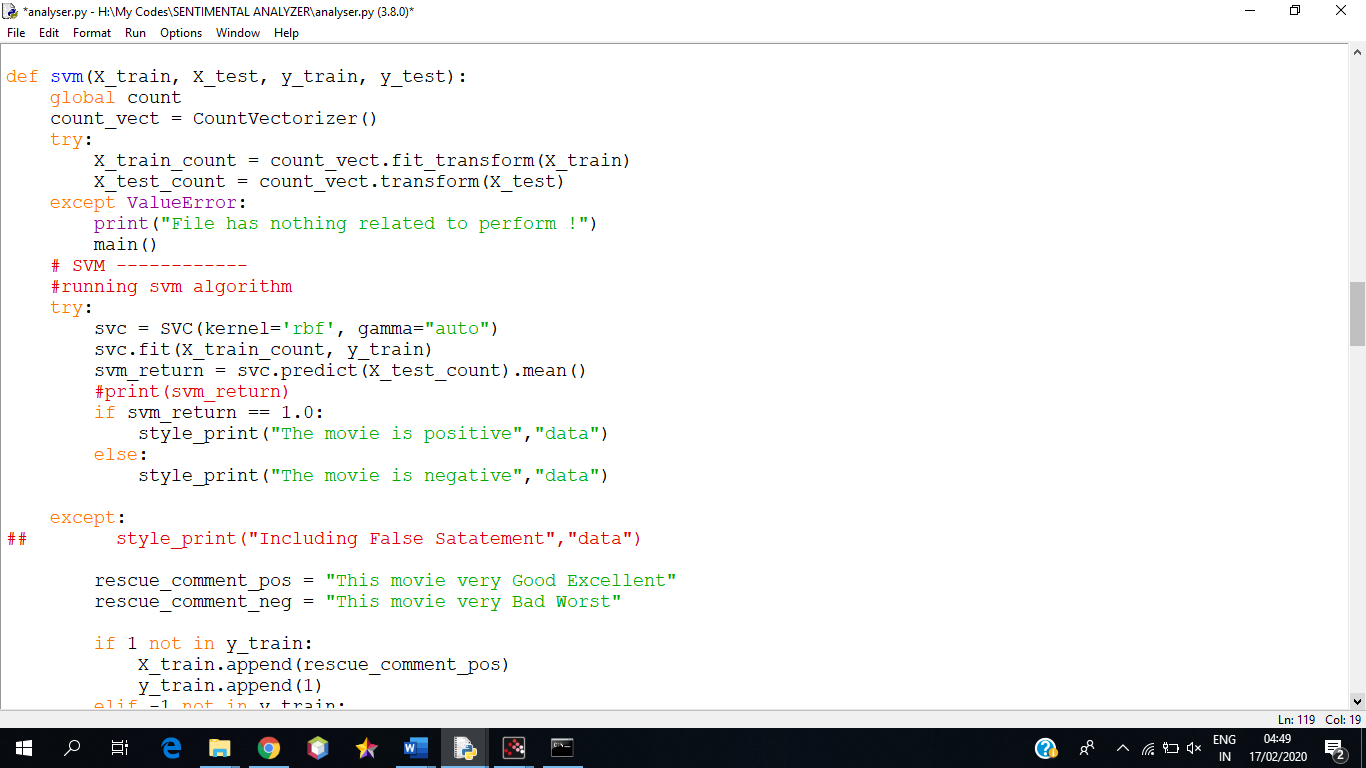 *analyser.py - H:\My Codes\SENTIMENTAL ANALYZER\analyser.py (3.8.0)*
File Edit Format Run Options Window Help
def svm(X_train, X_test, y_train, y_test):
    global count
    count_vect = CountVectorizer()
    try:
        X_train_count = count_vect.fit_transform(X_train)
        X_test_count = count_vect.transform(X_test)
    except ValueError:
        print("File has nothing related to perform !")
        main()
    # SVM ------------
    #running svm algorithm
    try:
        svc = SVC(kernel='rbf', gamma="auto")
        svc.fit(X_train_count, y_train)
        svm_return = svc.predict(X_test_count).mean()
        #print(svm_return)
        if svm_return == 1.0:
            style_print("The movie is positive","data")
        else:
            style_print("The movie is negative","data")
    except:
##        style_print("Including False Satatement","data")
        rescue_comment_pos = "This movie very Good Excellent"
        rescue_comment_neg = "This movie very Bad Worst"
        if 1 not in y_train:
            X_train.append(rescue_comment_pos)
            y_train.append(1)
        elif -1 not in y_train:
Ln: 119 Col: 19
ENG
IN
04:49
17/02/2020
2